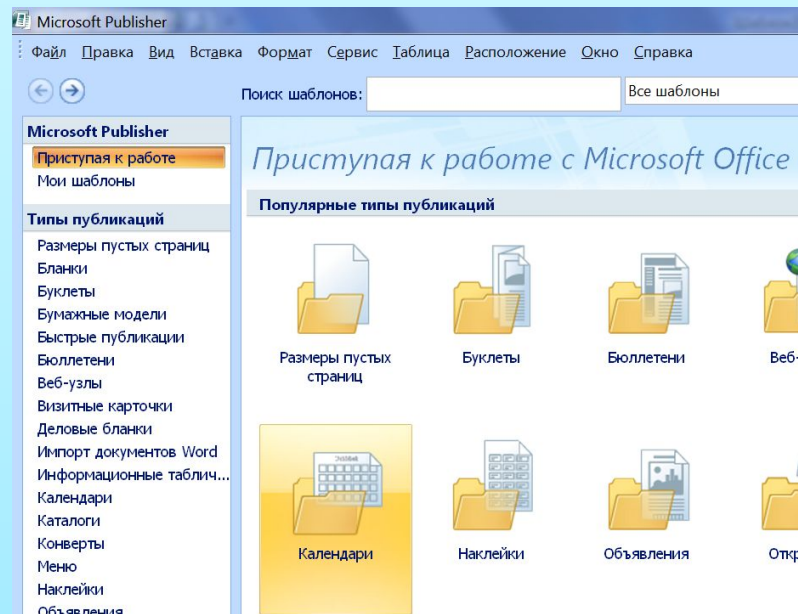 Microsoft Publisher
Файл Правка Вид Вставка Формат Сервис Таблица Расположение Окно Справка
Поиск шаблонов: Все шаблоны
Microsoft Publisher
Приступая к работе
Мои шаблоны
Типы публикаций
Размеры пустых страниц
Бланки
Буклеты
Бумажные модели
Быстрые публикации
Бюллетени
Веб-узлы
Визитные карточки
Деловые бланки
Импорт документов Word
Информационные таблич...
Календари
Каталоги
Конверты
Меню
Наклейки
Объявления
Приступая к работе с Microsoft Office
Популярные типы публикаций
Размеры пустых
страниц
Буклеты
Бюллетени
Веб-
Календари
Наклейки
Объявления
Откр